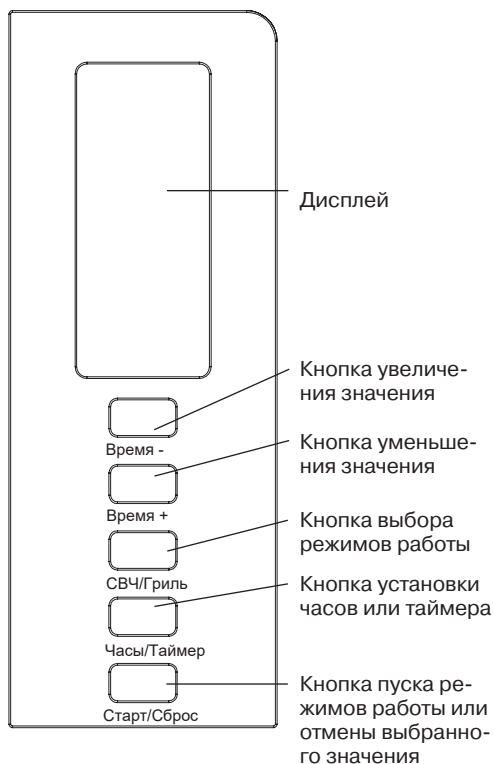 Дисплей
Кнопка увеличе-
ния значения
Время -
Кнопка уменьше-
ния значения
Время +
Кнопка выбора
режимов работы
СВЧ/Гриль
Кнопка установки
часов или таймера
Часы/Таймер
Кнопка пуска ре-
жимов работы или
отмены выбранно-
го значения
Старт/Сброс